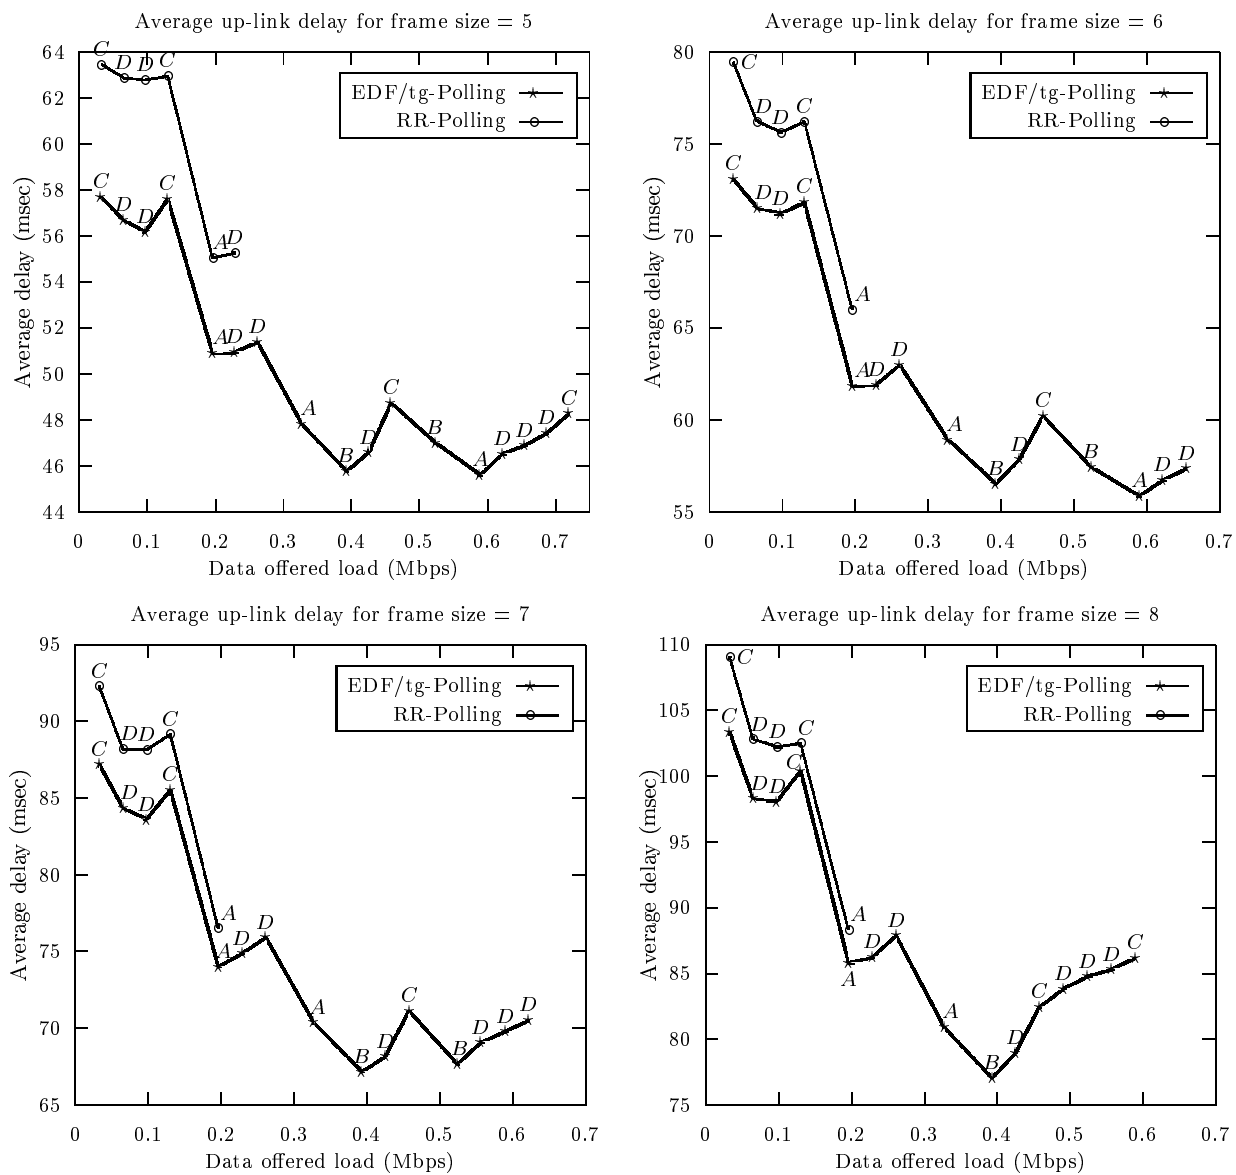 Average up-link delay for frame size = 5
64
62
60
58
56
54
52
50
48
46
44
Average delay (msec)
EDF/tg-Polling
RR-Polling
C D D C
C D D C
A D
A D D
A
B
D
C
B
A
D D D C
0 0.1 0.2 0.3 0.4 0.5 0.6 0.7
Data offered load (Mbps)
Average up-link delay for frame size = 6
80
75
70
65
60
55
Average delay (msec)
EDF/tg-Polling
RR-Polling
C
D D C
C
D D C
A
A D D
A
B
D
C
B
A
D D
0 0.1 0.2 0.3 0.4 0.5 0.6 0.7
Data offered load (Mbps)
Average up-link delay for frame size = 7
95
90
85
80
75
70
65
Average delay (msec)
EDF/tg-Polling
RR-Polling
C
D D C
C
D D C
A
A D D
A
B
D
C
B
D D D
0 0.1 0.2 0.3 0.4 0.5 0.6 0.7
Data offered load (Mbps)
Average up-link delay for frame size = 8
110
105
100
95
90
85
80
75
Average delay (msec)
EDF/tg-Polling
RR-Polling
C
C
D D C
D D C
A
A D D
A
B
D
C
D D D C
0 0.1 0.2 0.3 0.4 0.5 0.6 0.7
Data offered load (Mbps)